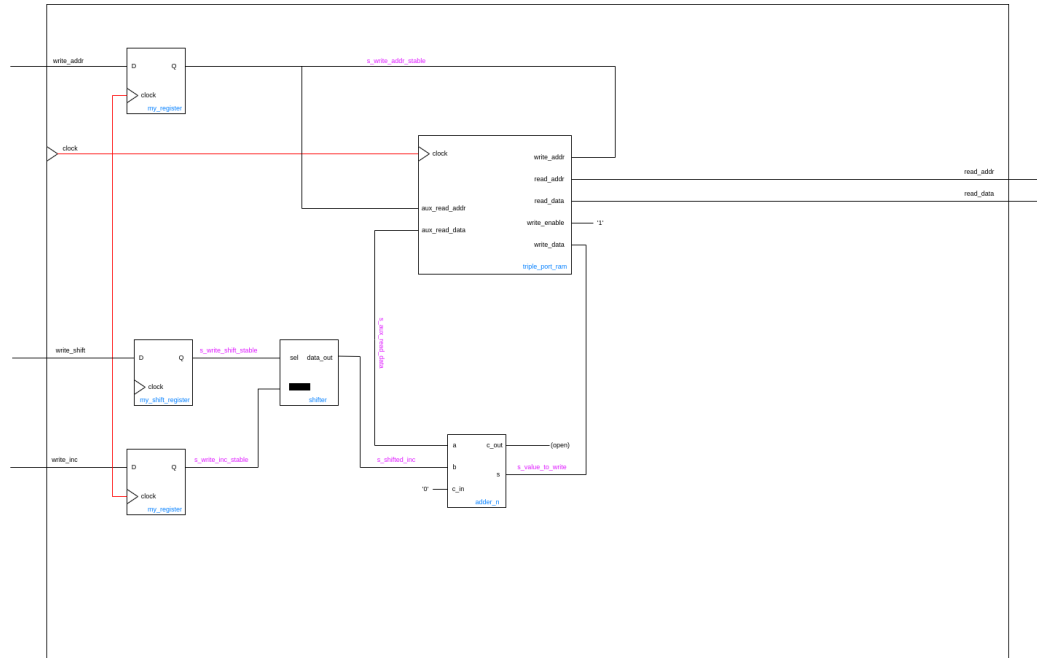 write_addr
D Q
clock
my_register
s_write_addr_stable
clock
clock
write_addr
read_addr
read_data
write_enable
'1'
write_data
aux_read_addr
aux_read_data
triple_port_ram
read_addr
read_data
s_aux_read_data
write_shift
D Q
clock
my_shift_register
s_write_shift_stable
sel data_out
shifter
write_inc
D Q
clock
my_register
s_write_inc_stable
s_shifted_inc
a c_out
(open)
b
s
s_value_to_write
'0'
c_in
adder_n